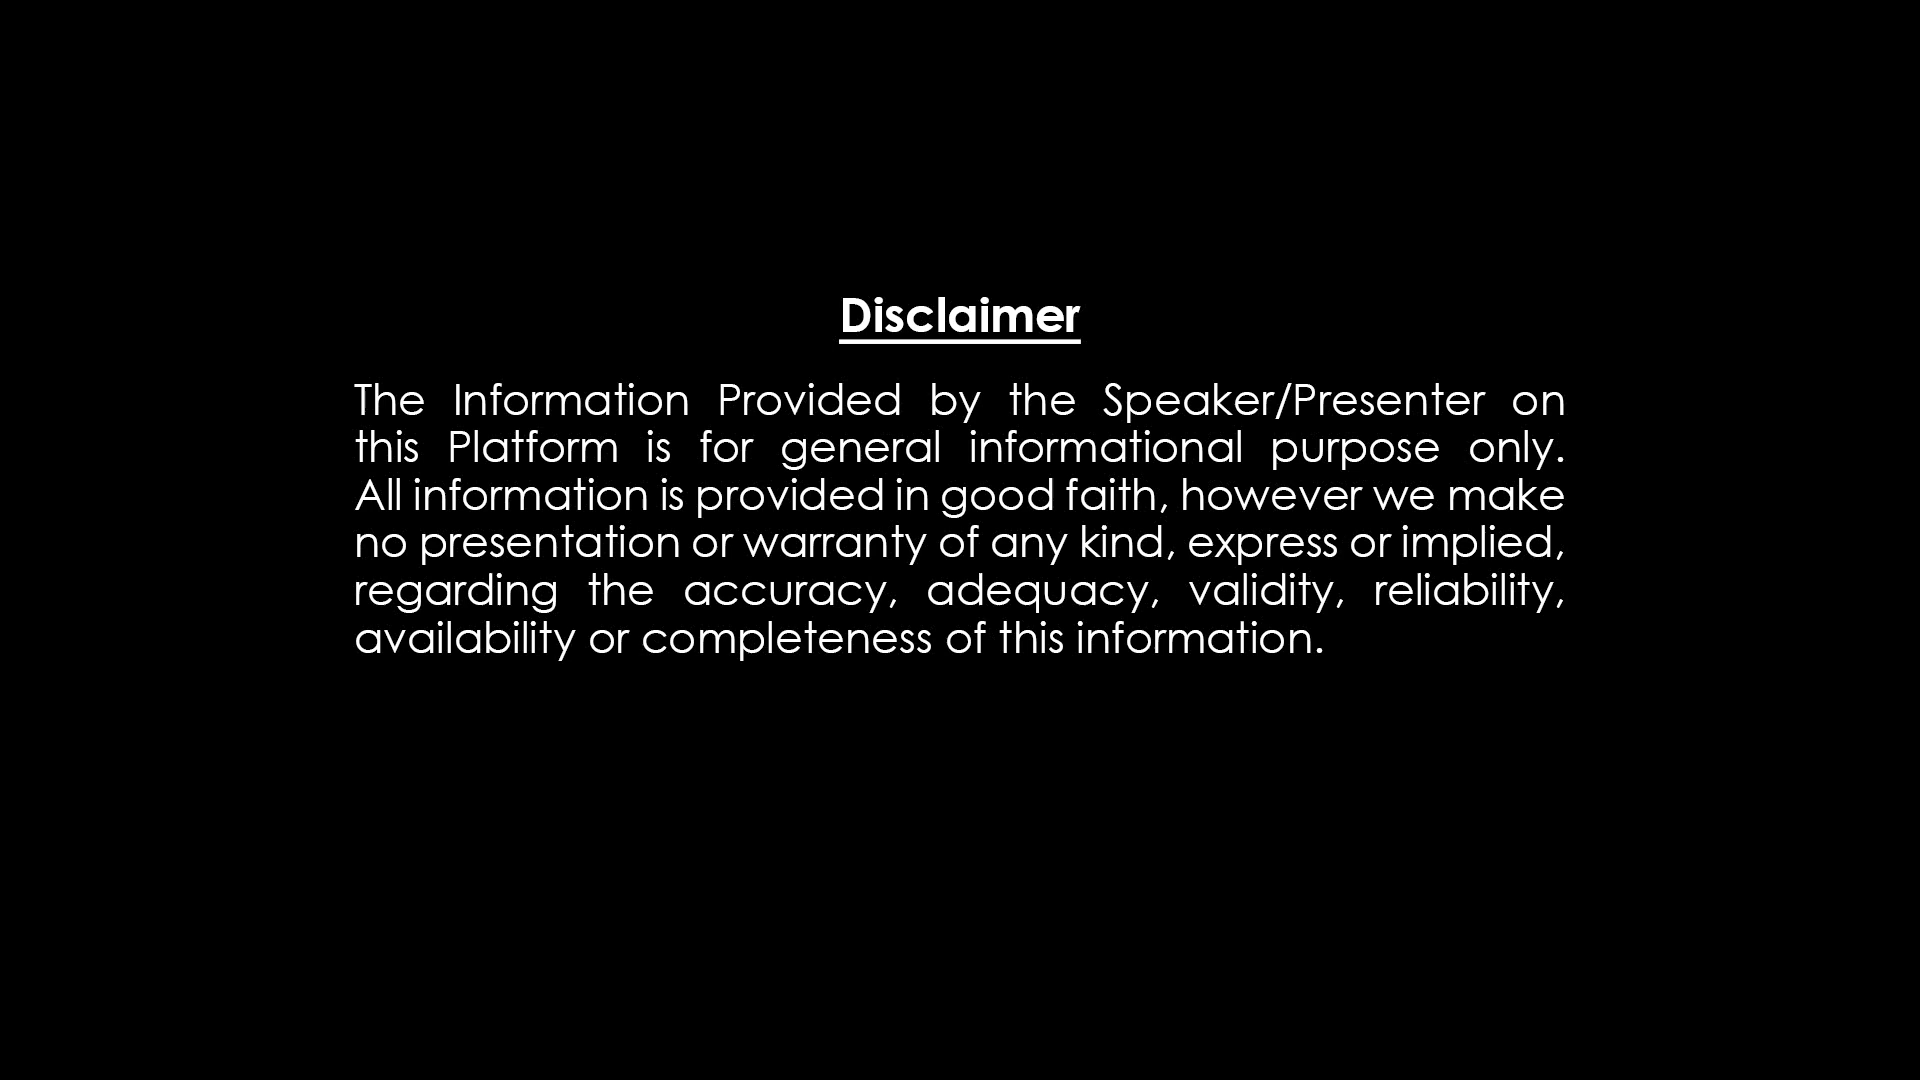 Disclaimer
The Information Provided by the Speaker/Presenter on
this Platform is for general informational purpose only.
All information is provided in good faith, however we make
no presentation or warranty of any kind, express or implied,
regarding the accuracy, adequacy, validity, reliability,
availability or completeness of this information.